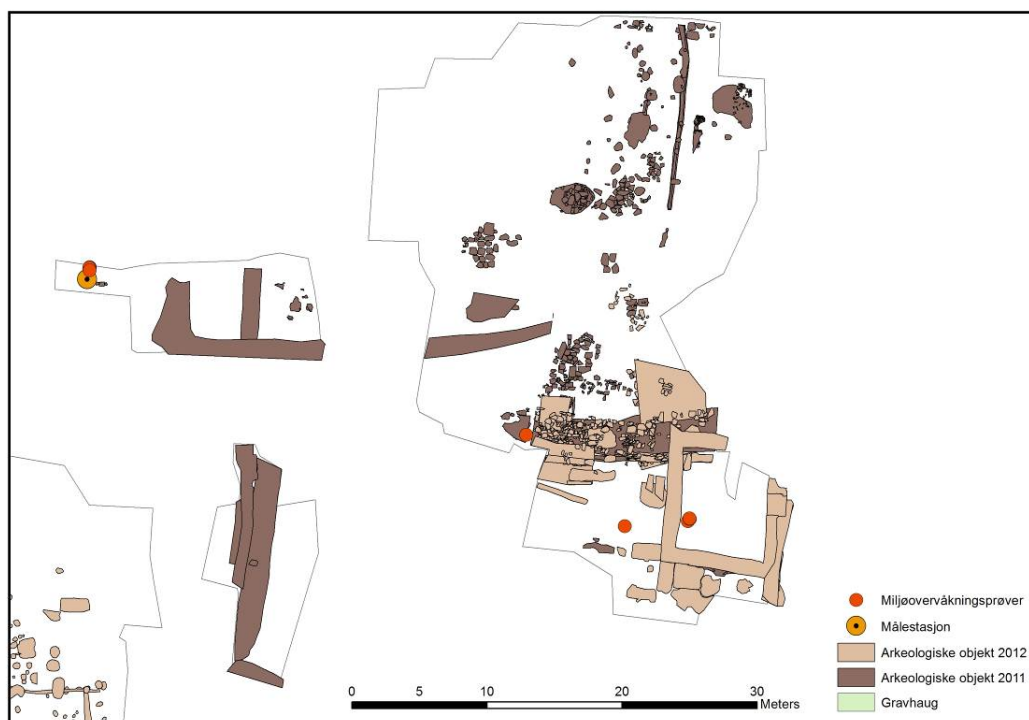 Miljøovervåkningsprøver
Målestasjon
Arkeologiske objekt 2012
Arkeologiske objekt 2011
Gravhaug
0 5 10 20 30
Meters